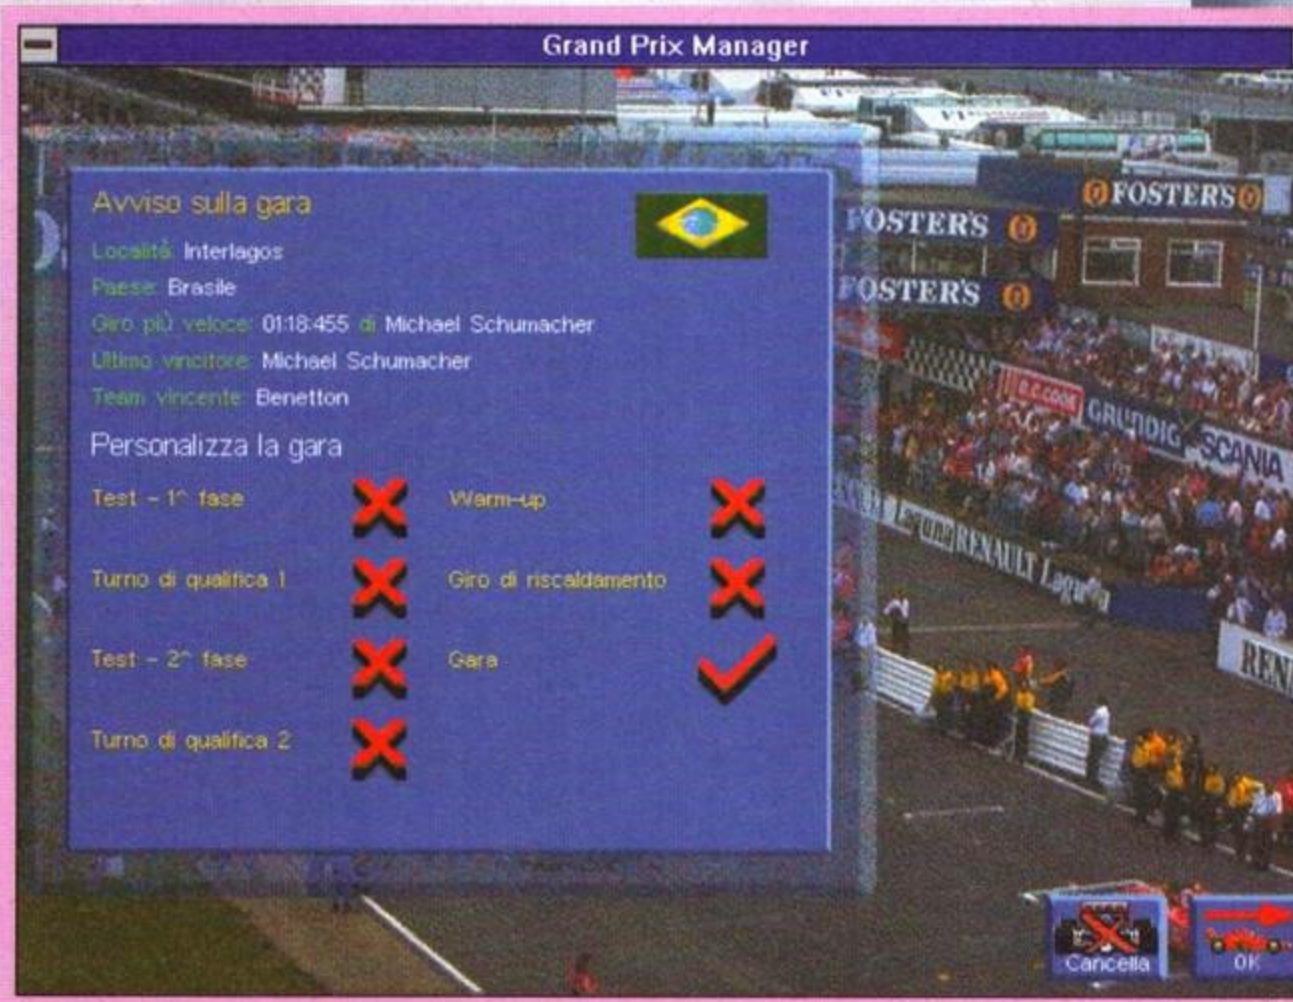 Grand Prix Manager
Avviso sulla gara
Località: Interlagos
Paese: Brasile
Giro più veloce: 01:18:455 di Michael Schumacher
Ultimo vincitore: Michael Schumacher
Team vincente: Benetton
Personalizza la gara
Test - 1^ fase
Warm-up
Turno di qualifica 1
Giro di riscaldamento
Test - 2^ fase
Gara
Turno di qualifica 2
FOSTER'S
FOSTER'S
FOSTER'S
GRUNDIG
SCANIA
Laguna RENAULT Laguna
REN
Cancella
OK